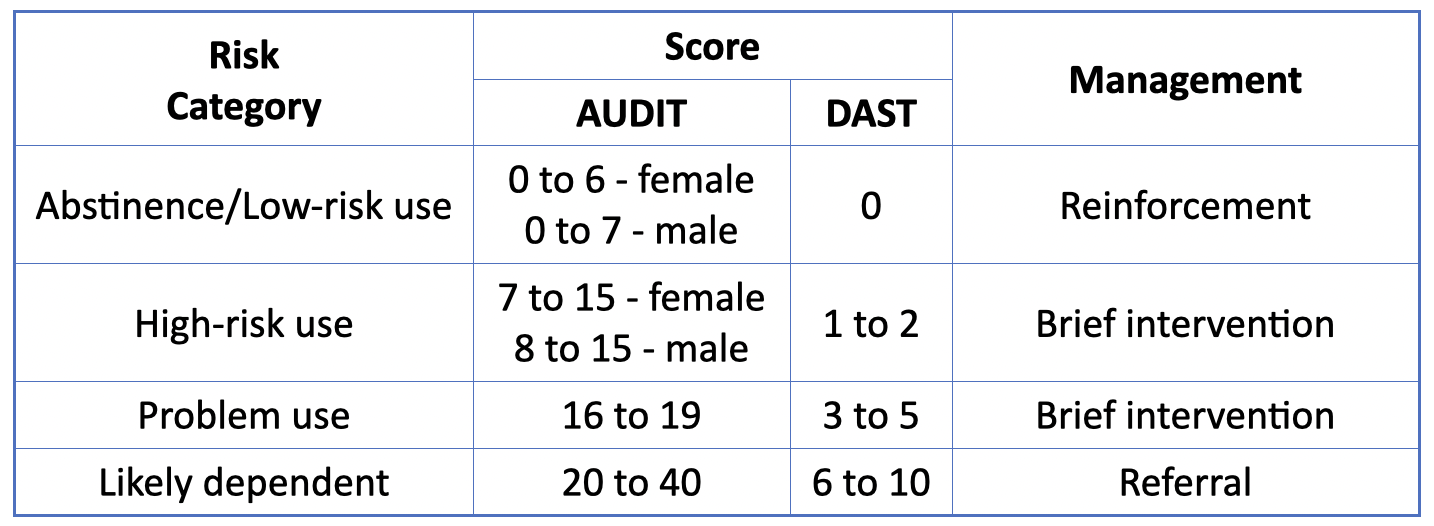 Risk
Category
Score
Management
AUDIT
DAST
Abstinence/Low-risk use
0 to 6 - female
0 to 7 - male
0
Reinforcement
High-risk use
7 to 15 - female
8 to 15 - male
1 to 2
Brief intervention
Problem use
16 to 19
3 to 5
Brief intervention
Likely dependent
20 to 40
6 to 10
Referral